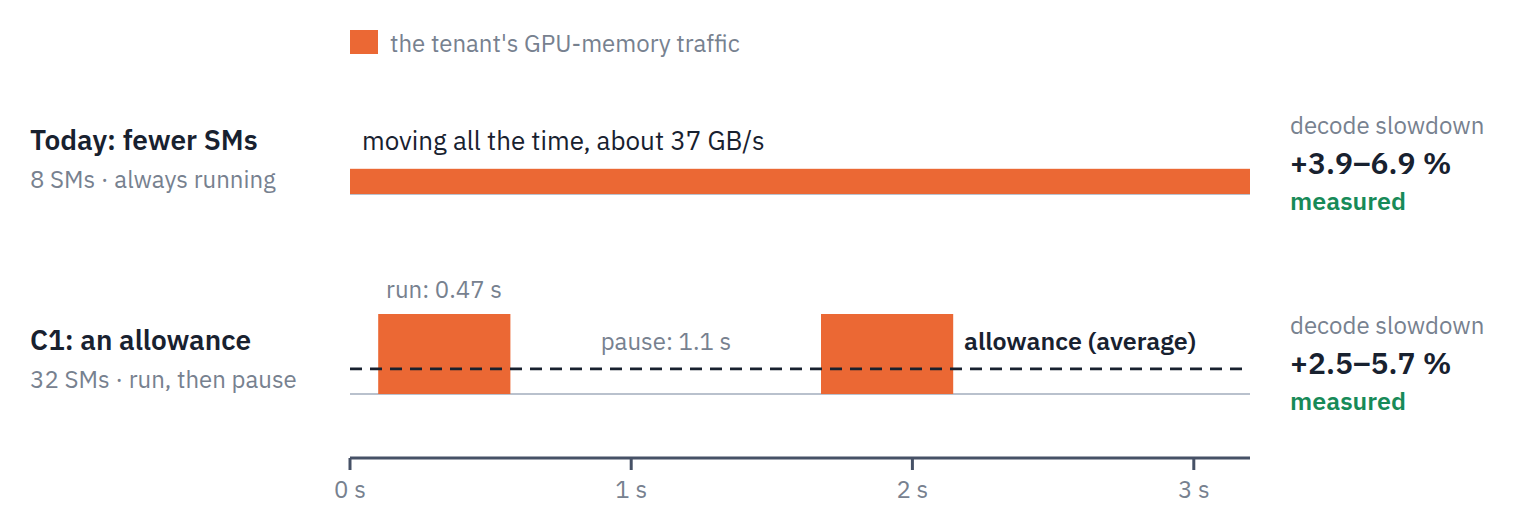 the tenant's GPU-memory traffic
Today: fewer SMs
8 SMs · always running
moving all the time, about 37 GB/s
decode slowdown
+3.9–6.9 %
measured
run: 0.47 s
C1: an allowance
32 SMs · run, then pause
pause: 1.1 s
allowance (average)
decode slowdown
+2.5–5.7 %
measured
0 s
1 s
2 s
3 s